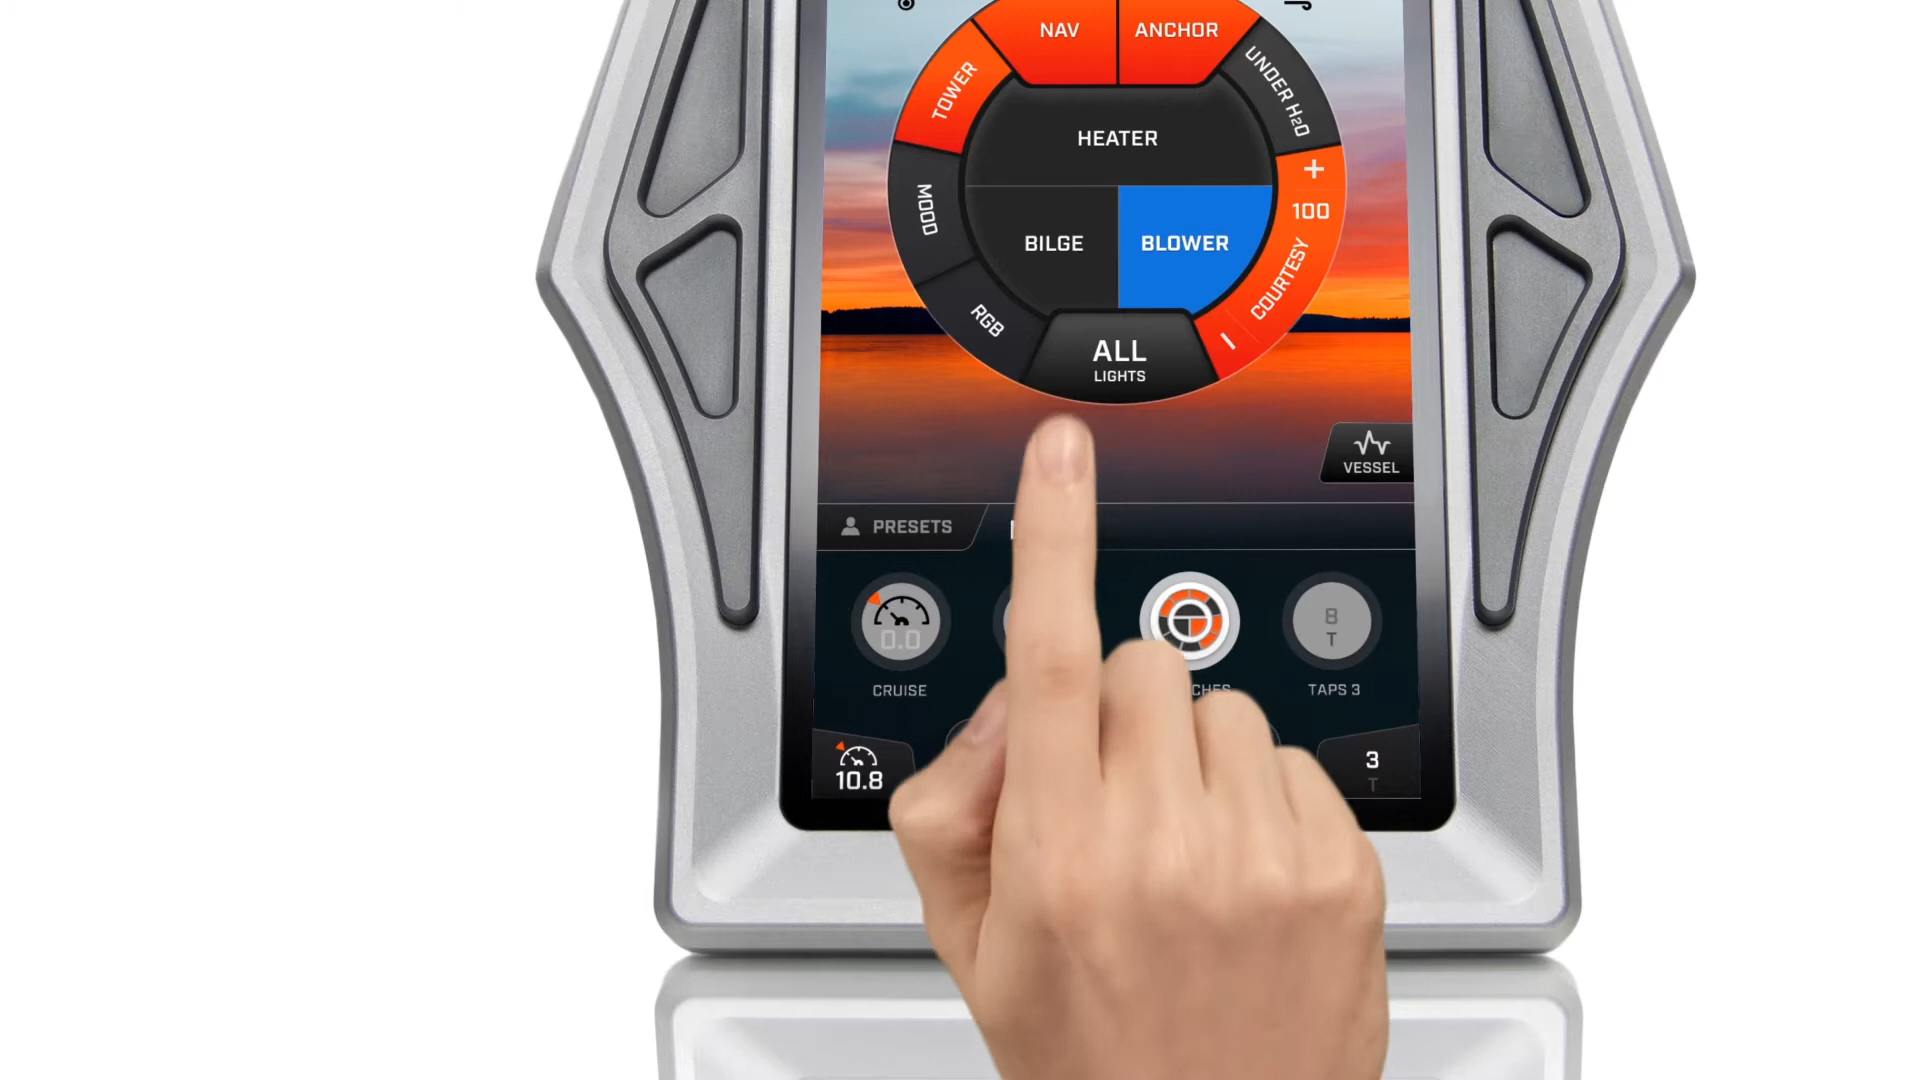 NAV
ANCHOR
TOWER
UNDER H2O
HEATER
+
100
MOOD
BILGE
BLOWER
COURTESY
RGB
ALL
LIGHTS
VESSEL
PRESETS
0.0
8
T
CRUISE
TAPS 3
10.8
3
T